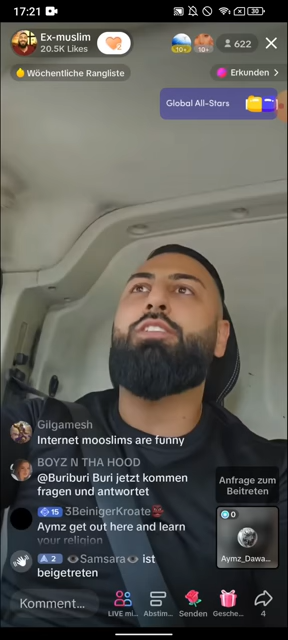 17:21
30
Ex-muslim
20.5K Likes
10+
10+
622
Wöchentliche Rangliste
Erkunden
Global All-Stars
Gilgamesh
Internet mooslims are funny
BOYZ N THA HOOD
@Buriburi Buri jetzt kommen
fragen und antwortet
15 3BeinigerKroate
Aymz get out here and learn
your religion
2 Samsara ist
beigetreten
Anfrage zum
Beitreten
0
Aymz_Dawa...
Komment...
LIVE mi...
Abstim...
Senden
Gesche...
4